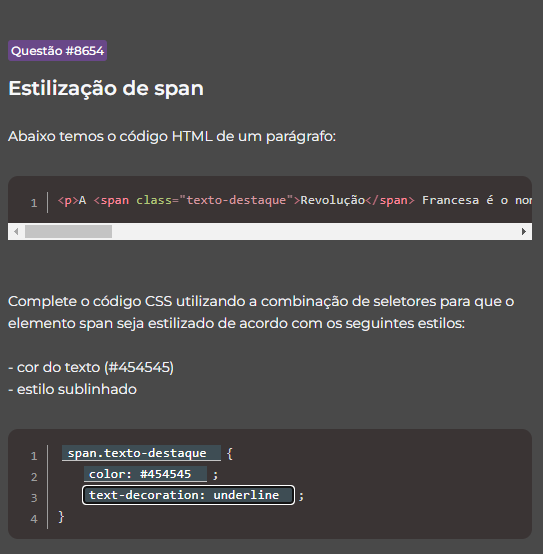 Questão #8654
Estilização de span
Abaixo temos o código HTML de um parágrafo:
1 <p>A <span class="texto-destaque">Revolução</span> Francesa é o
Complete o código CSS utilizando a combinação de seletores para que o
elemento span seja estilizado de acordo com os seguintes estilos:
- cor do texto (#454545)
- estilo sublinhado
1 span.texto-destaque {
2 color: #454545 ;
3 text-decoration: underline ;
4 }